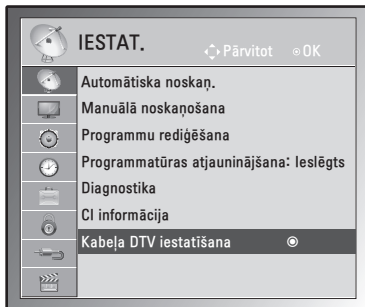 IESTAT.
Pārvitot OK
Automātiska noskaņ.
Manuālā noskaņošana
Programmu rediģēšana
Programmatūras atjauninājšana: Ieslēgts
Diagnostika
CI informācija
Kabeļa DTV iestatīšana